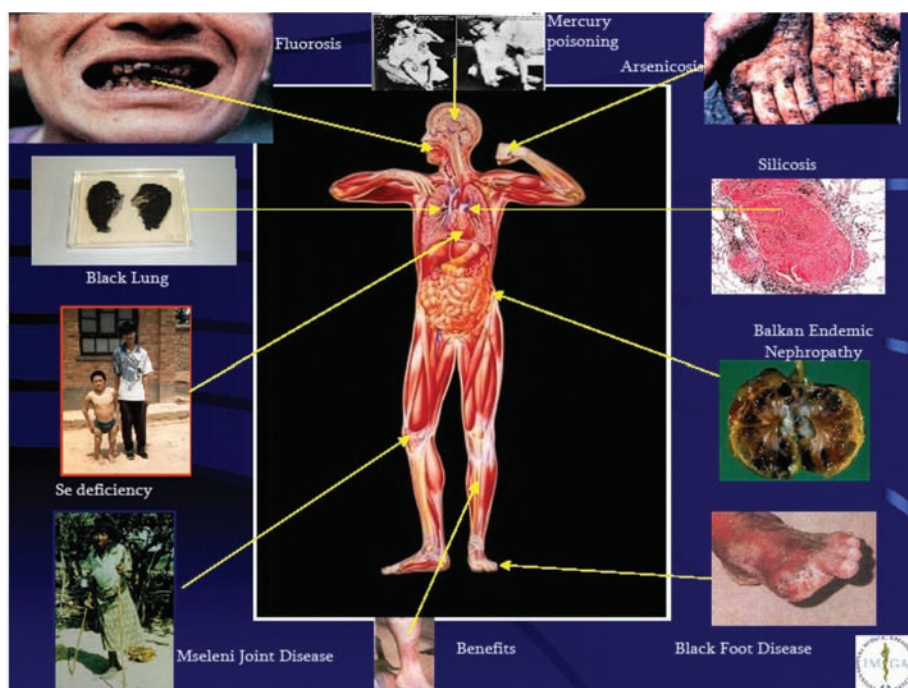 Fluorosis
Mercury
poisoning
Arsenicosis
Silicosis
Black Lung
Balkan Endemic
Nephropathy
Se deficiency
Mseleni Joint Disease
Benefits
Black Foot Disease